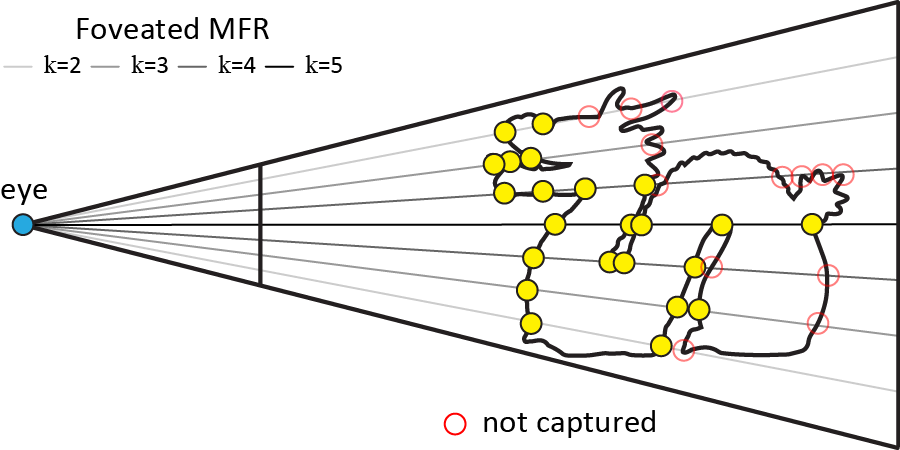 Foveated MFR
k=2 k=3 k=4 k=5
eye
not captured